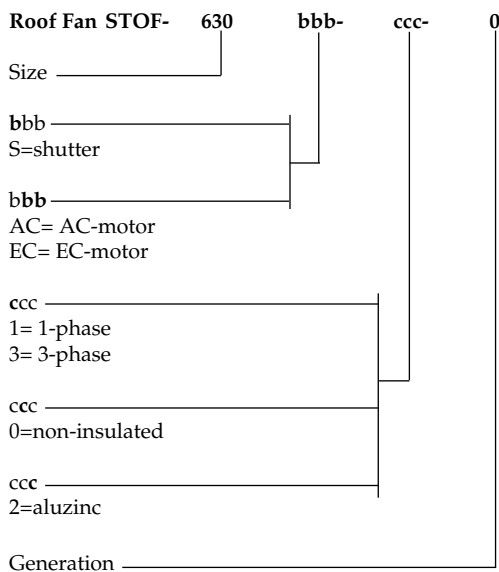 Roof Fan STOF- 630 bbb- ccc- 0
Size
bbb
S=shutter
bbb
AC= AC-motor
EC= EC-motor
ccc
1= 1-phase
3= 3-phase
ccc
0=non-insulated
ccc
2=aluzinc
Generation